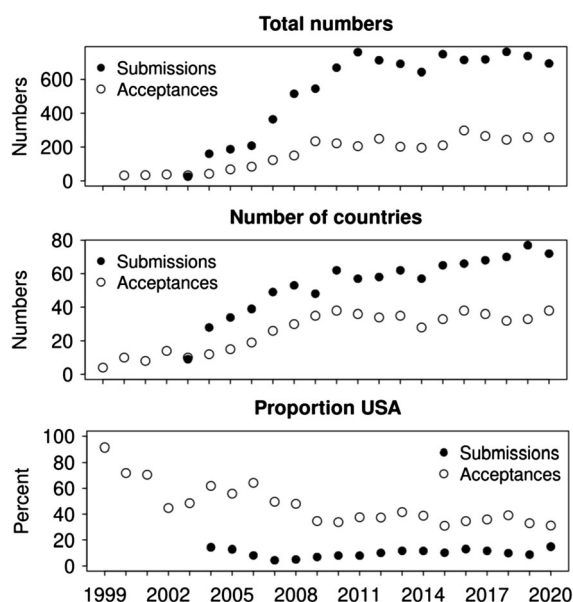 Total numbers
Numbers
600
400
200
0
Submissions
Acceptances
Number of countries
Numbers
80
60
40
20
0
Submissions
Acceptances
Proportion USA
Percent
100
80
60
40
20
0
Submissions
Acceptances
1999 2002 2005 2008 2011 2014 2017 2020